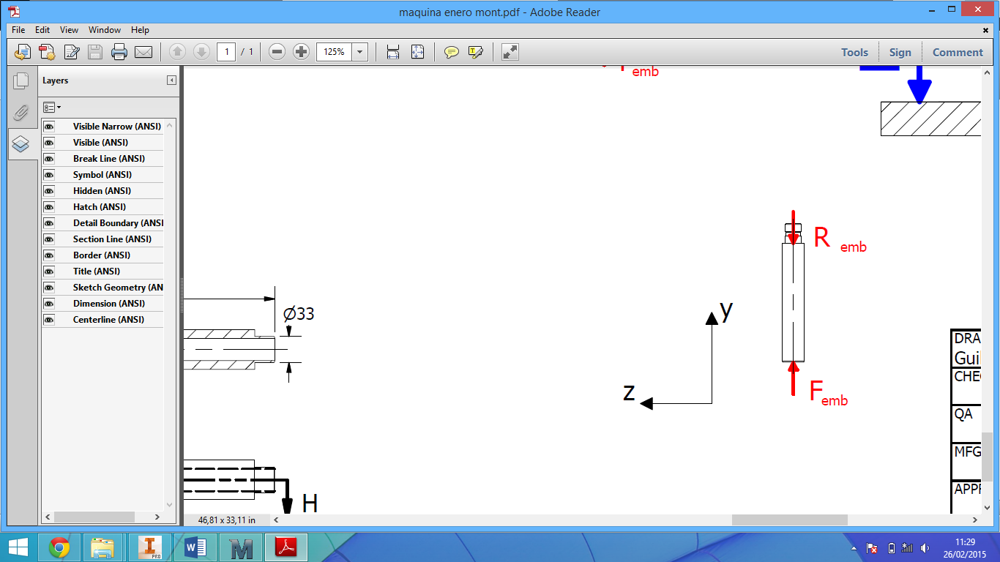 maquina enero mont.pdf - Adobe Reader
File Edit View Window Help
1 / 1 125% Tools Sign Comment
Layers
Visible Narrow (ANSI)
Visible (ANSI)
Break Line (ANSI)
Symbol (ANSI)
Hidden (ANSI)
Hatch (ANSI)
Detail Boundary (ANSI
Section Line (ANSI)
Border (ANSI)
Title (ANSI)
Sketch Geometry (AN
Dimension (ANSI)
Centerline (ANSI)
emb
R emb
y
Ø33
z
F emb
H
DRA
Gui
CHE
QA
MFG
APP
46,81 x 33,11 in
PRO
11:29
26/02/2015